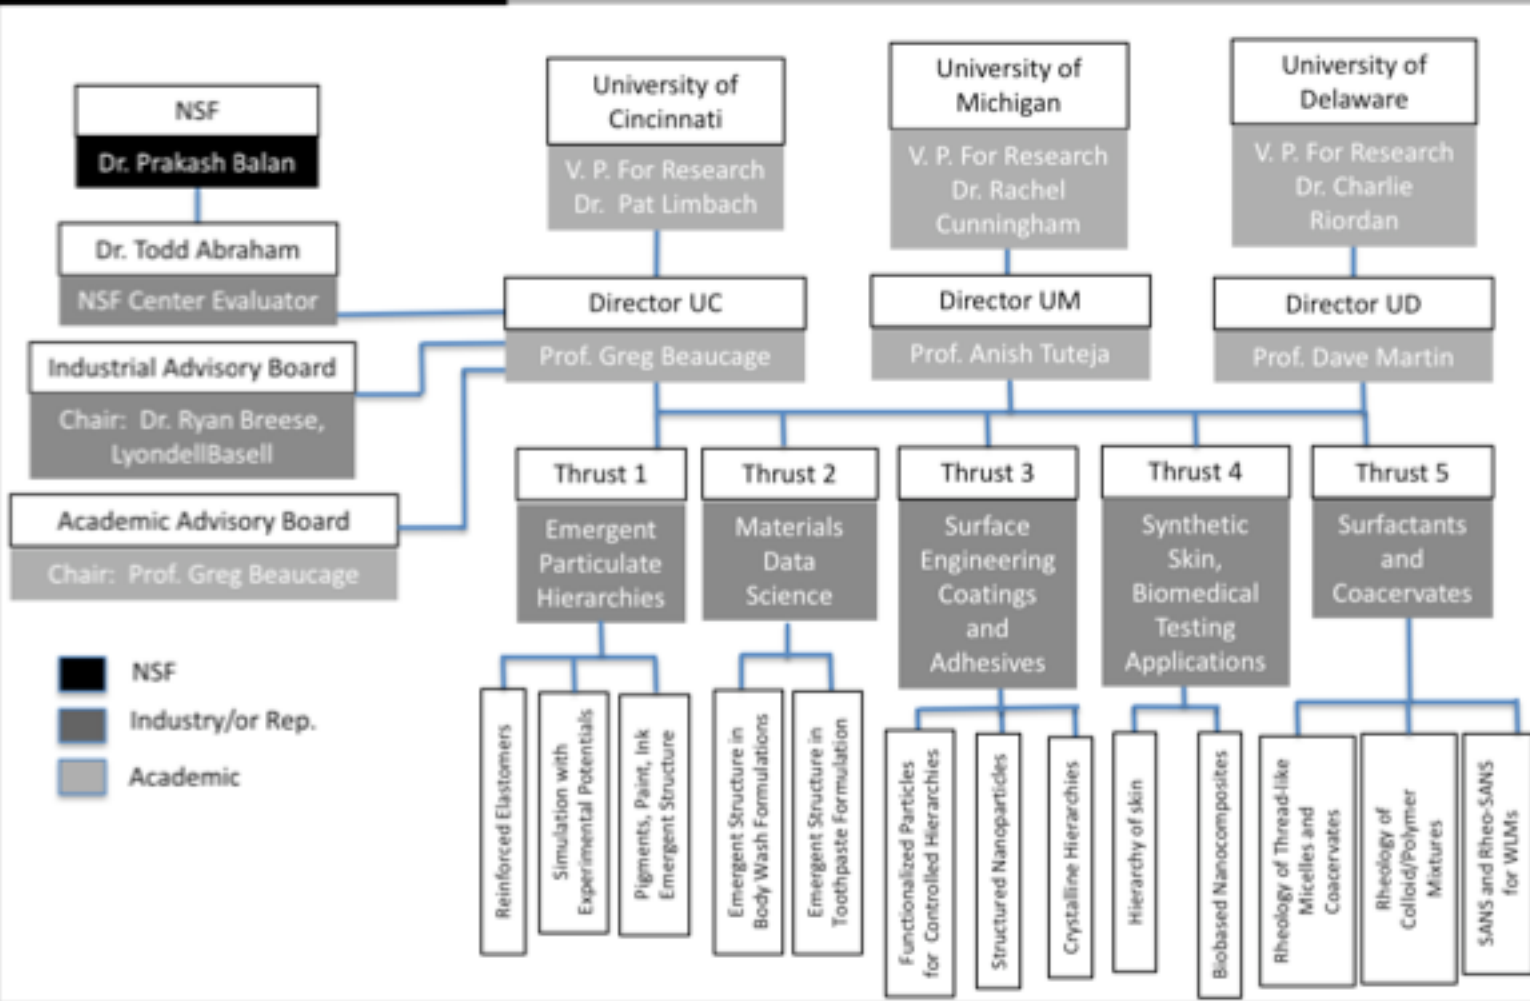 NSF
Dr. Prakash Balan
Dr. Todd Abraham
NSF Center Evaluator
Industrial Advisory Board
Chair:  Dr. Ryan Breese,
LyondellBasell
Academic Advisory Board
Chair:  Prof. Greg Beaucage
NSF
Industry/or Rep.
Academic
University of
Cincinnati
V. P. For Research
Dr.  Pat Limbach
Director UC
Prof. Greg Beaucage
University of
Michigan
V. P. For Research
Dr. Rachel
Cunningham
Director UM
Prof. Anish Tuteja
University of
Delaware
V. P. For Research
Dr. Charlie
Riordan
Director UD
Prof. Dave Martin
Thrust 1
Emergent
Particulate
Hierarchies
Reinforced Elastomers
Simulation with
Experimental Potentials
Pigments, Paint, Ink
Emergent Structure
Thrust 2
Materials
Data
Science
Emergent Structure in
Body Wash Formulations
Emergent Structure in
Toothpaste Formulation
Thrust 3
Surface
Engineering
Coatings
and
Adhesives
Functionalized Particles
for  Controlled Hierarchies
Structured Nanoparticles
Crystalline Hierarchies
Thrust 4
Synthetic
Skin,
Biomedical
Testing
Applications
Hierarchy of skin
Biobased Nanocomposites
Thrust 5
Surfactants
and
Coacervates
Rheology of Thread-like
Micelles and
Coacervates
Rheology of
Colloid/Polymer
Mixtures
SANS and Rheo-SANS
for WLMs